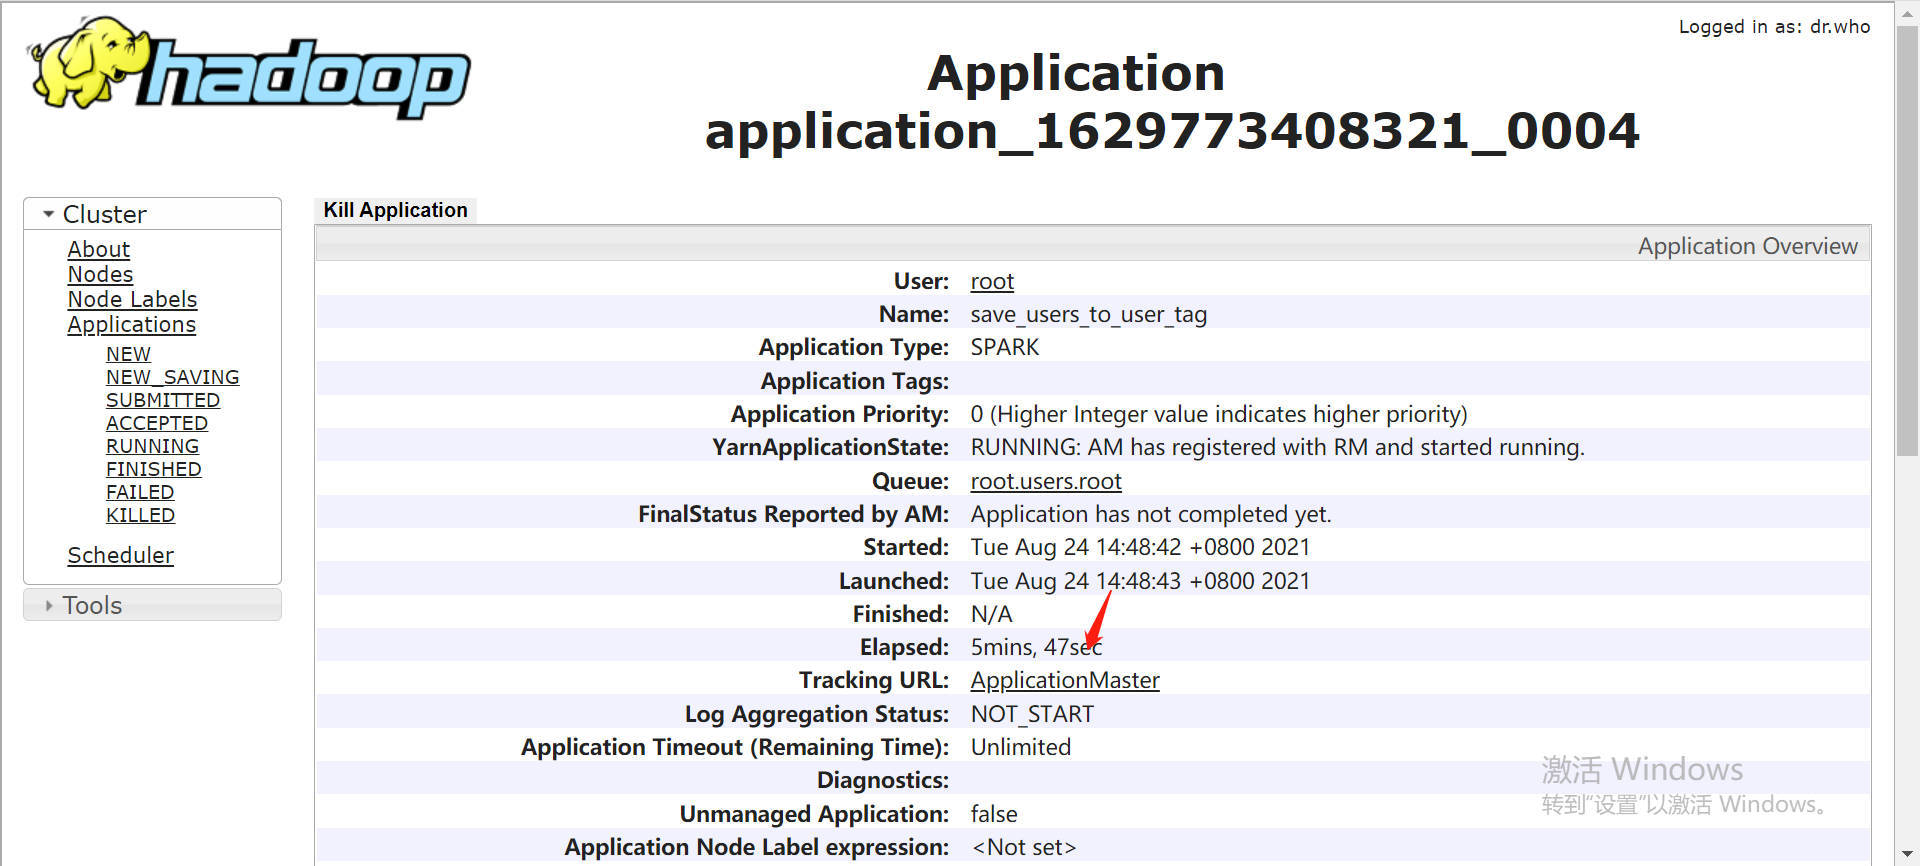 hadoop
Logged in as: dr.who
Application
application_1629773408321_0004
Cluster
About
Nodes
Node Labels
Applications
NEW
NEW_SAVING
SUBMITTED
ACCEPTED
RUNNING
FINISHED
FAILED
KILLED
Scheduler
Tools
Kill Application
Application Overview
User: root
Name: save_users_to_user_tag
Application Type: SPARK
Application Tags:
Application Priority: 0 (Higher Integer value indicates higher priority)
YarnApplicationState: RUNNING: AM has registered with RM and started running.
Queue: root.users.root
FinalStatus Reported by AM: Application has not completed yet.
Started: Tue Aug 24 14:48:42 +0800 2021
Launched: Tue Aug 24 14:48:43 +0800 2021
Finished: N/A
Elapsed: 5mins, 47sec
Tracking URL: ApplicationMaster
Log Aggregation Status: NOT_START
Application Timeout (Remaining Time): Unlimited
Diagnostics:
Unmanaged Application: false
Application Node Label expression: <Not set>
激活 Windows
转到“设置”以激活 Windows。